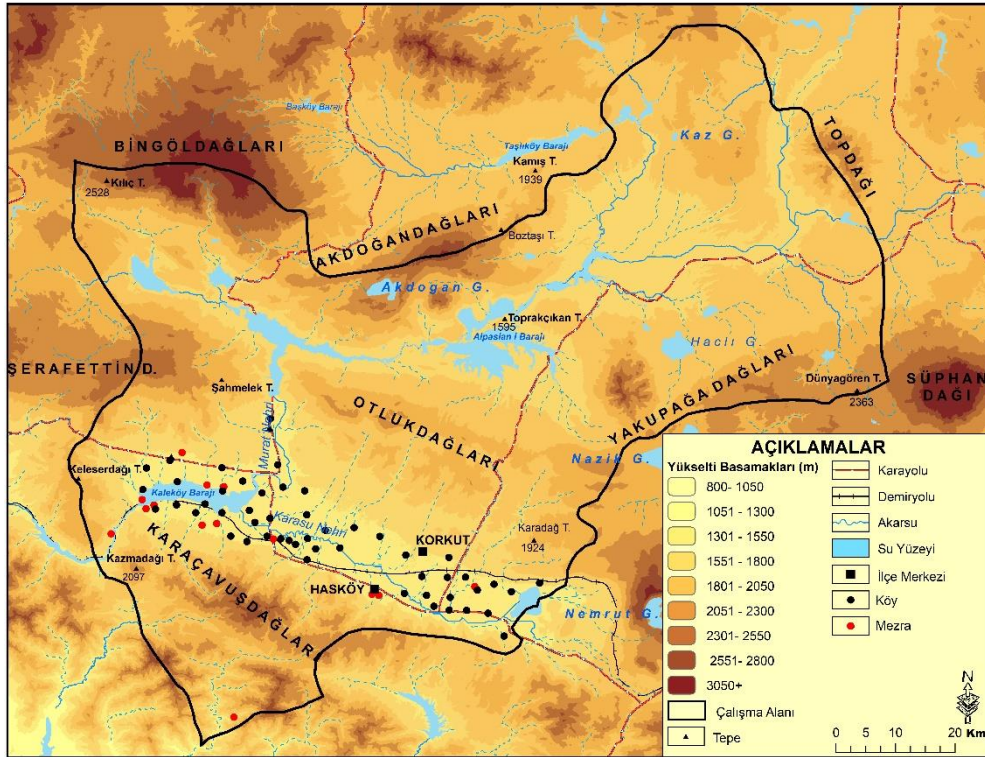 Başköy Barajı
BİNGÖLDAĞLARI
Kılıç T.
2528
Taşlıköy Barajı
Kamış T.
1939
Kaz G.
TOPDAĞI
AKDOĞANDAĞLARI
Boztaşı T.
Akdogan G.
Toprakçıkan T.
1595
Alpaslan I Barajı
Haclı G.
ŞERAFETTİN D.
Şahmelek T.
Dünyagören T.
2363
SÜPHAN
DAĞI
OTLUKDAĞLARI
YAKUPAĞA DAĞLARI
Murat Nehri
Nazik G.
Keleserdağı T.
Kaleköy Barajı
Karasu Nehri
Karadağ T.
1924
KORKUT
Kazmadağı T.
2097
KARAÇAVUŞDAĞLARI
HASKÖY
Nemrut G.
AÇIKLAMALAR
Yükselti Basamakları (m)
800- 1050
1051 - 1300
1301 - 1550
1551 - 1800
1801 - 2050
2051 - 2300
2301- 2550
2551- 2800
3050+
Çalışma Alanı
Tepe
Karayolu
Demiryolu
Akarsu
Su Yüzeyi
İlçe Merkezi
Köy
Mezra
N
0 5 10 20
Km